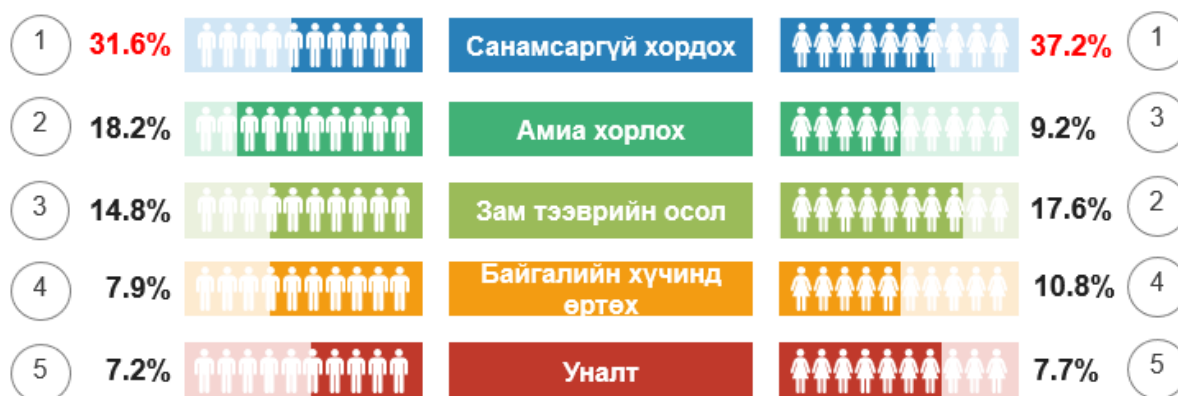 1 31.6% Санамсаргүй хордох 37.2% 1
2 18.2% Амиа хорлох 9.2% 3
3 14.8% Зам тээврийн осол 17.6% 2
4 7.9% Байгалийн хүчинд 10.8% 4
өртөх
5 7.2% Уналт 7.7% 5